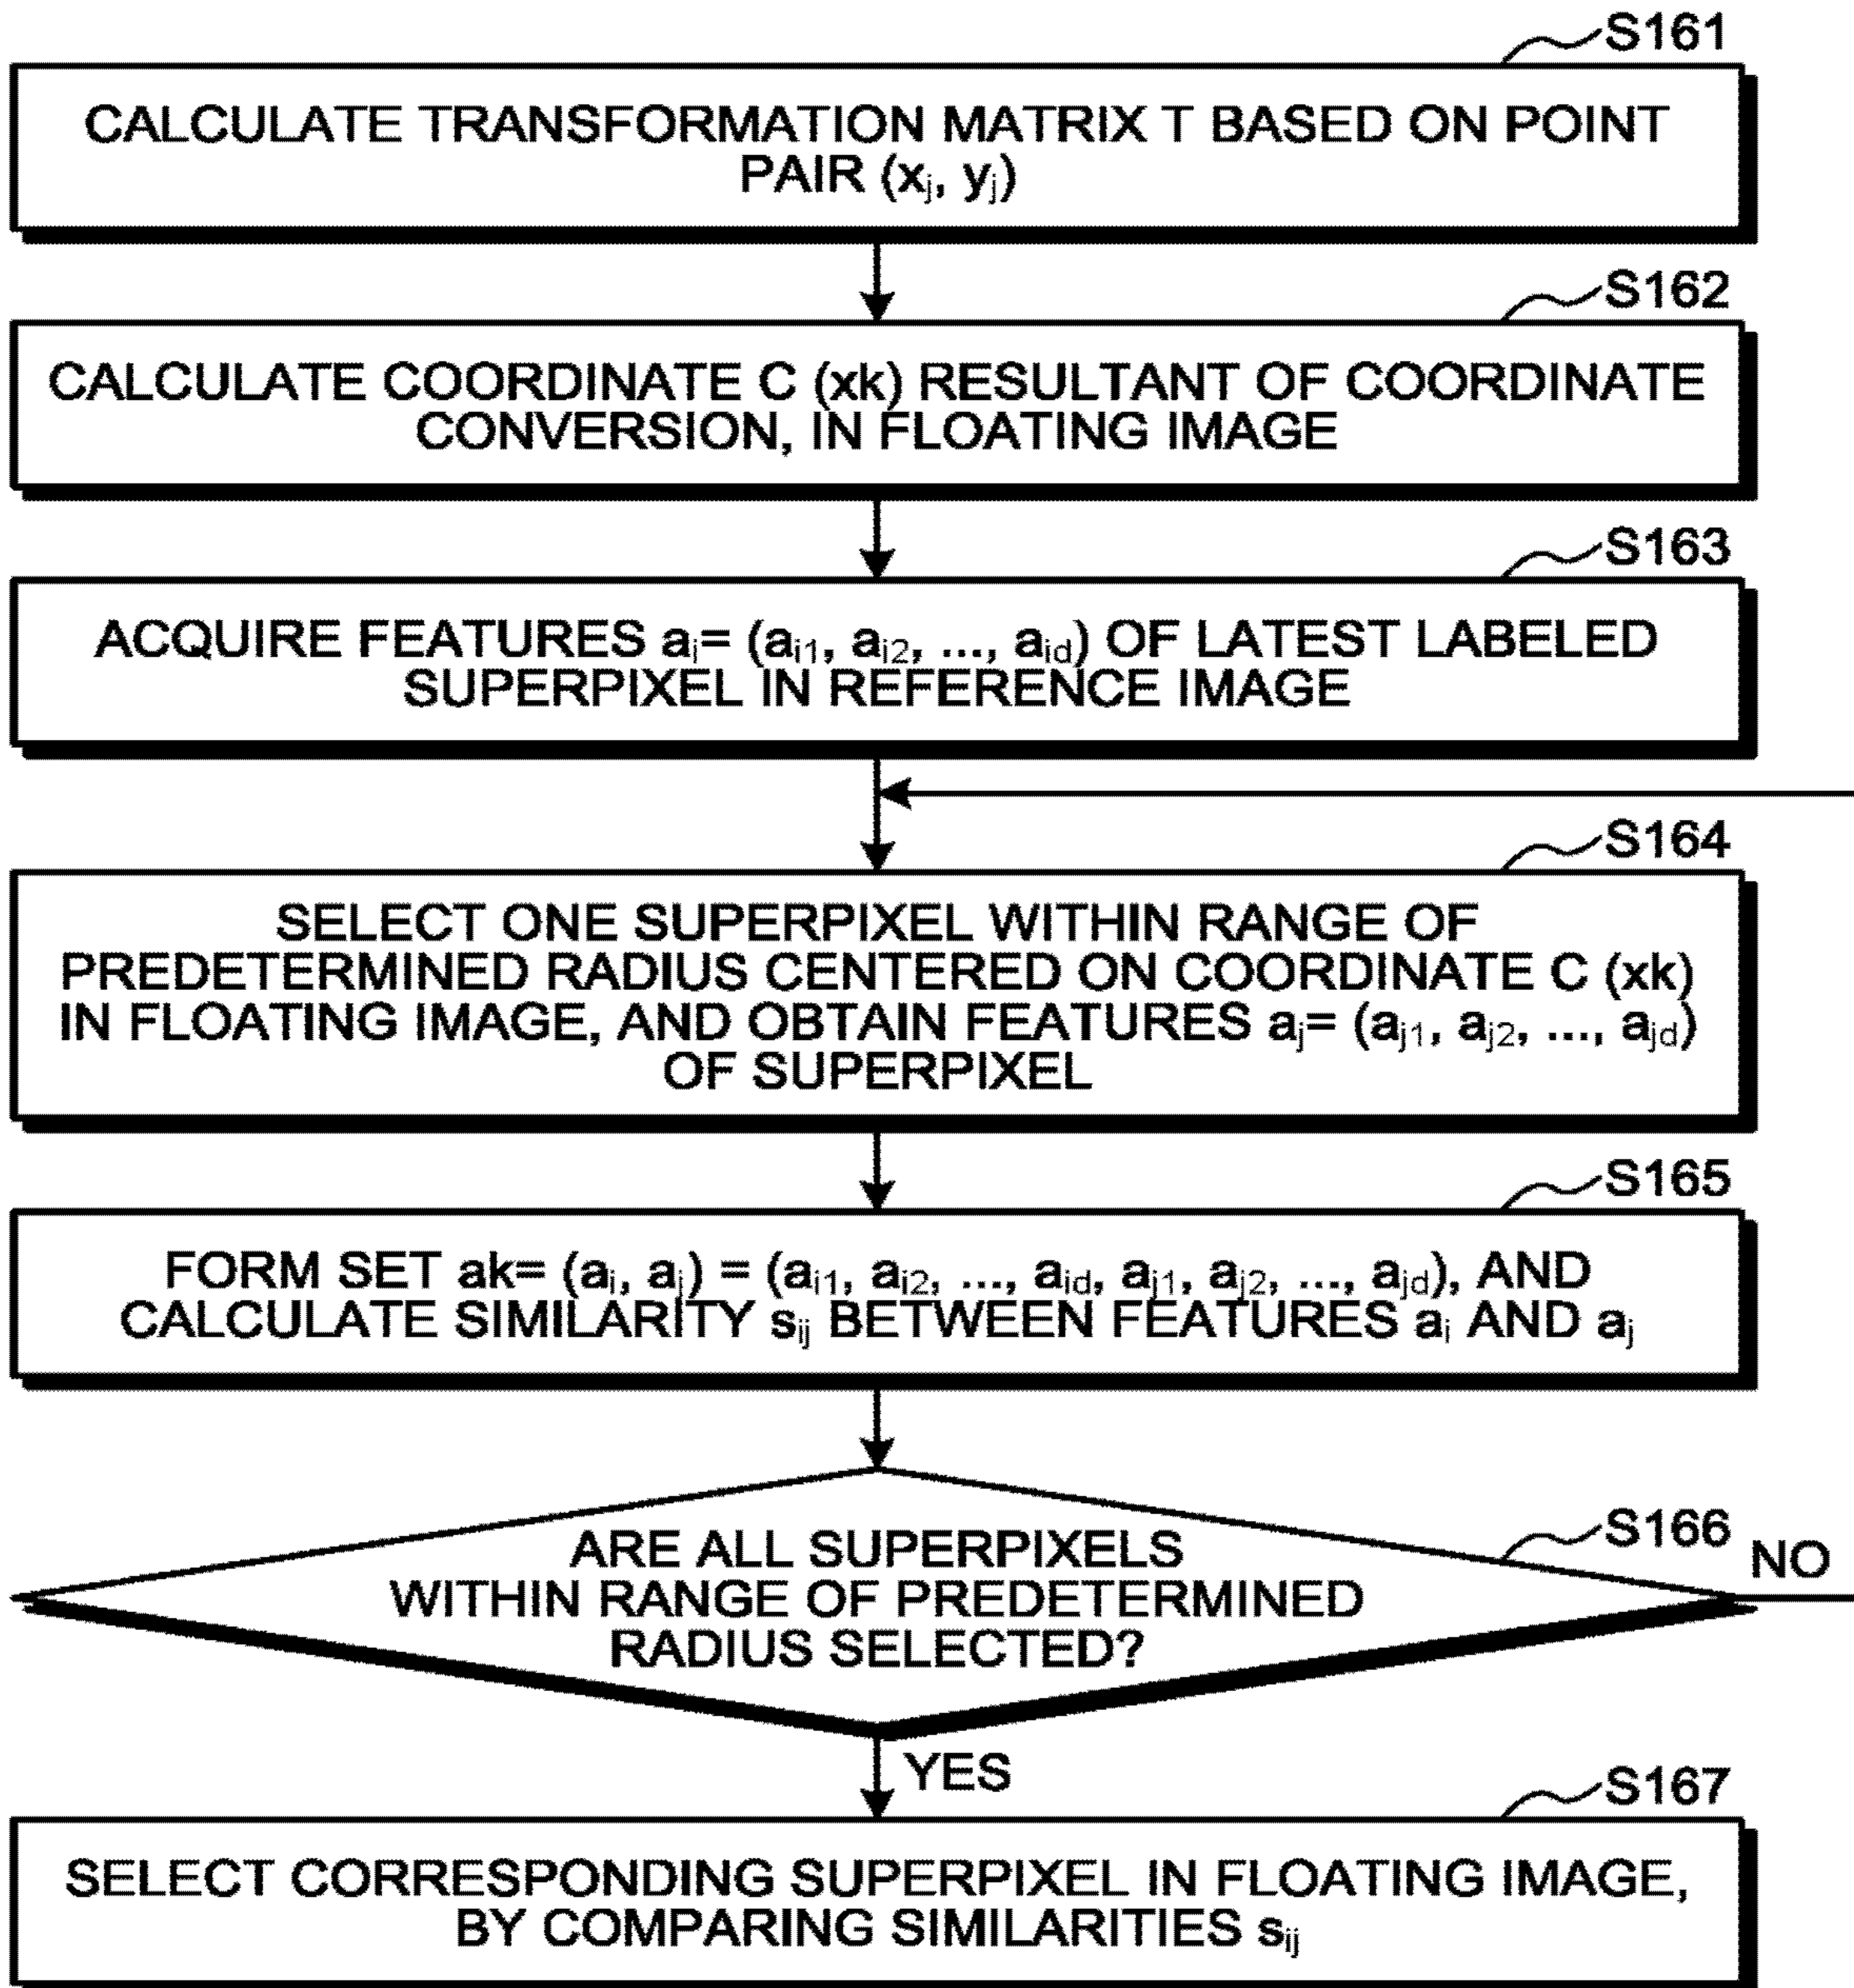 S161
CALCULATE TRANSFORMATION MATRIX T BASED ON POINT
PAIR (xj, yj)
S162
CALCULATE COORDINATE C (xk) RESULTANT OF COORDINATE
CONVERSION, IN FLOATING IMAGE
S163
ACQUIRE FEATURES ai= (ai1, ai2, ..., aid) OF LATEST LABELED
SUPERPIXEL IN REFERENCE IMAGE
S164
SELECT ONE SUPERPIXEL WITHIN RANGE OF
PREDETERMINED RADIUS CENTERED ON COORDINATE C (xk)
IN FLOATING IMAGE, AND OBTAIN FEATURES aj= (aj1, aj2, ..., ajd)
OF SUPERPIXEL
S165
FORM SET ak= (ai, aj) = (ai1, ai2, ..., aid, aj1, aj2, ..., ajd), AND
CALCULATE SIMILARITY sij BETWEEN FEATURES ai AND aj
S166
ARE ALL SUPERPIXELS
WITHIN RANGE OF PREDETERMINED
RADIUS SELECTED?
NO
YES
S167
SELECT CORRESPONDING SUPERPIXEL IN FLOATING IMAGE,
BY COMPARING SIMILARITIES sij